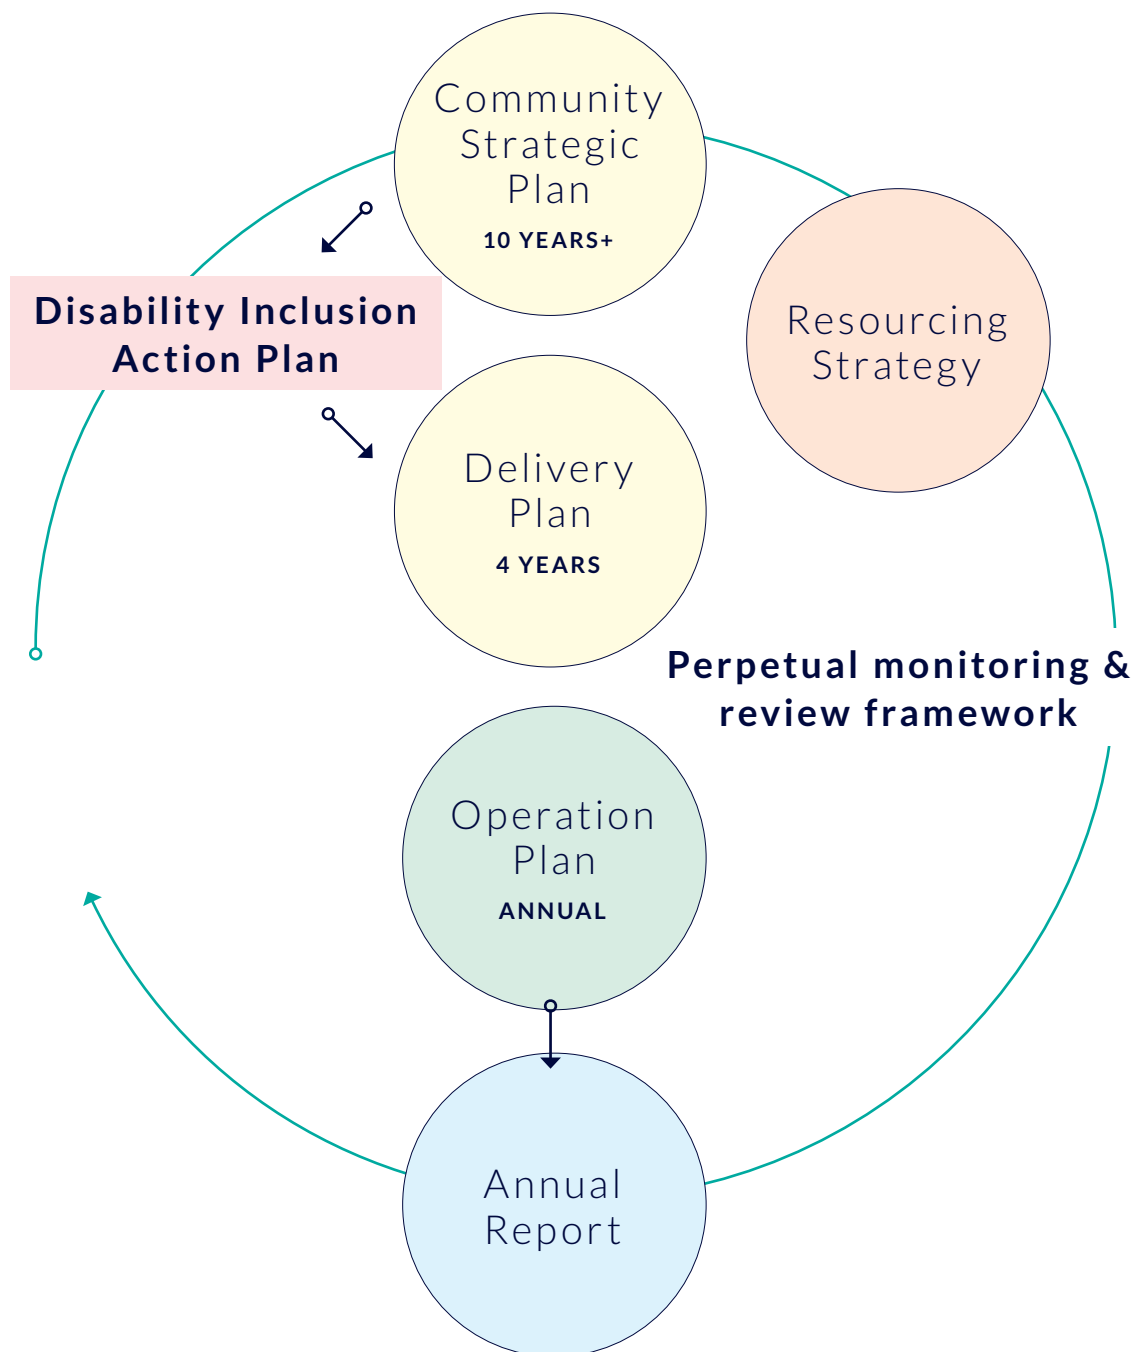 Community
Strategic
Plan
10 YEARS+
Disability Inclusion
Action Plan
Resourcing
Strategy
Delivery
Plan
4 YEARS
Perpetual monitoring &
review framework
Operation
Plan
ANNUAL
Annual
Report